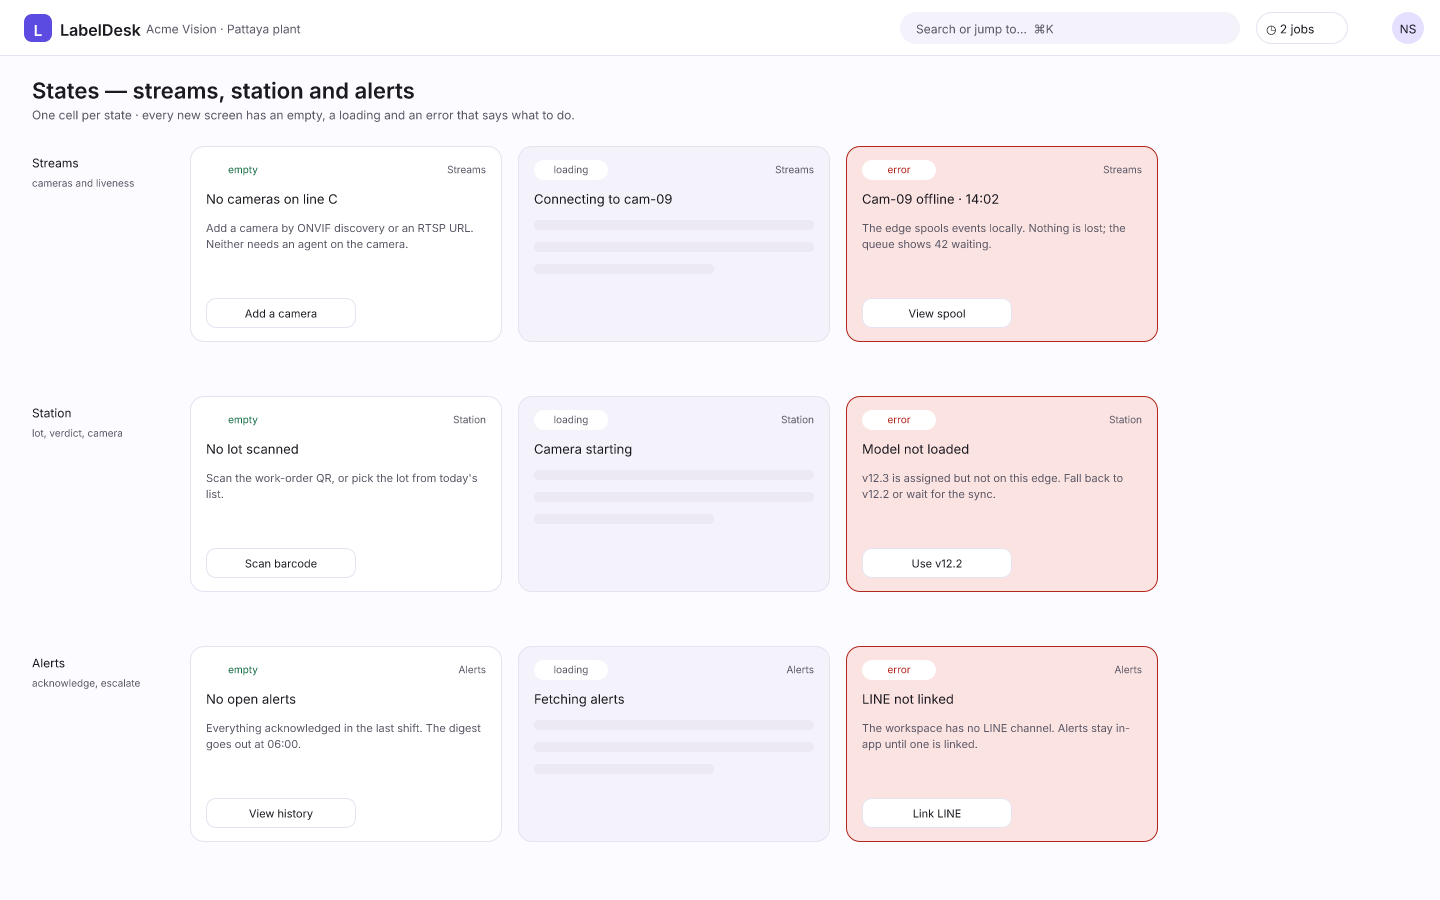 L LabelDesk Acme Vision · Pattaya plant Search or jump to... ⌘K ◷ 2 jobs NS
States — streams, station and alerts
One cell per state · every new screen has an empty, a loading and an error that says what to do.
Streams
cameras and liveness
empty Streams
No cameras on line C
Add a camera by ONVIF discovery or an RTSP URL.
Neither needs an agent on the camera.
Add a camera
loading Streams
Connecting to cam-09
error Streams
Cam-09 offline · 14:02
The edge spools events locally. Nothing is lost; the
queue shows 42 waiting.
View spool
Station
lot, verdict, camera
empty Station
No lot scanned
Scan the work-order QR, or pick the lot from today's
list.
Scan barcode
loading Station
Camera starting
error Station
Model not loaded
v12.3 is assigned but not on this edge. Fall back to
v12.2 or wait for the sync.
Use v12.2
Alerts
acknowledge, escalate
empty Alerts
No open alerts
Everything acknowledged in the last shift. The digest
goes out at 06:00.
View history
loading Alerts
Fetching alerts
error Alerts
LINE not linked
The workspace has no LINE channel. Alerts stay in-
app until one is linked.
Link LINE